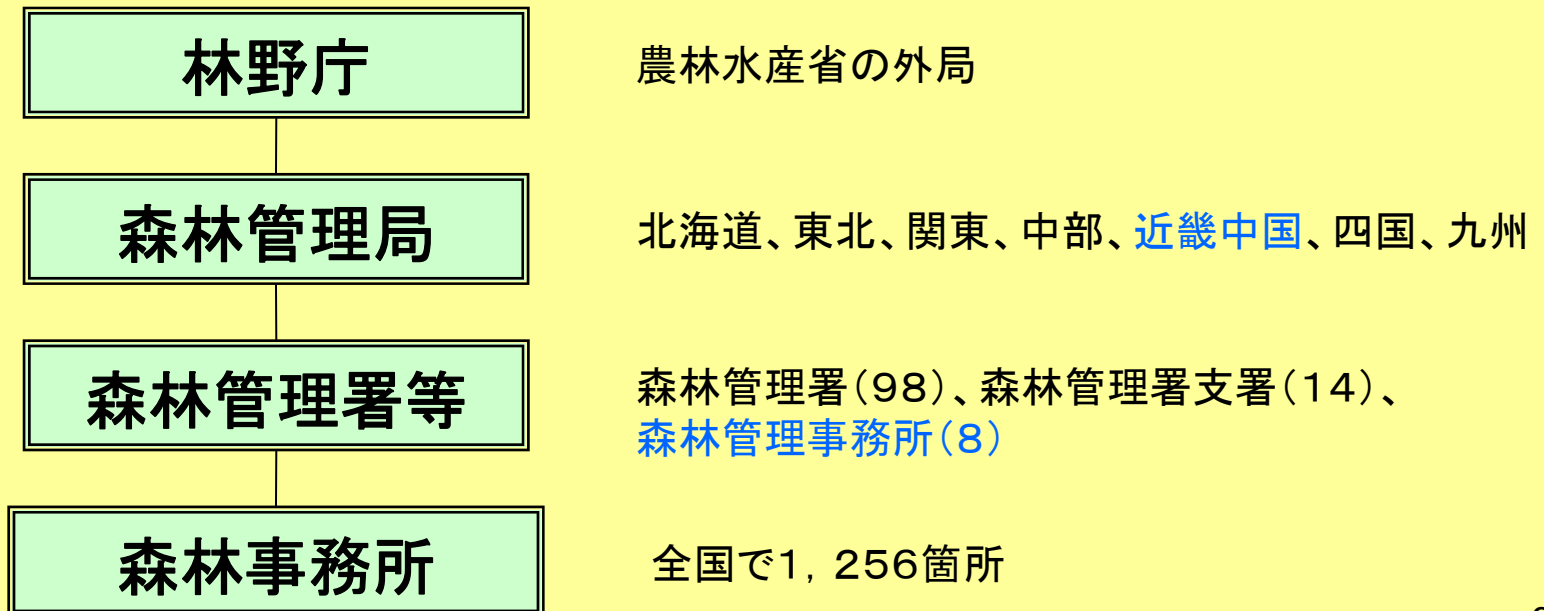 林野庁
農林水産省の外局
森林管理局
北海道、東北、関東、中部、近畿中国、四国、九州
森林管理署等
森林管理署（98）、森林管理署支署（14）、
森林管理事務所（8）
森林事務所
全国で1，256箇所